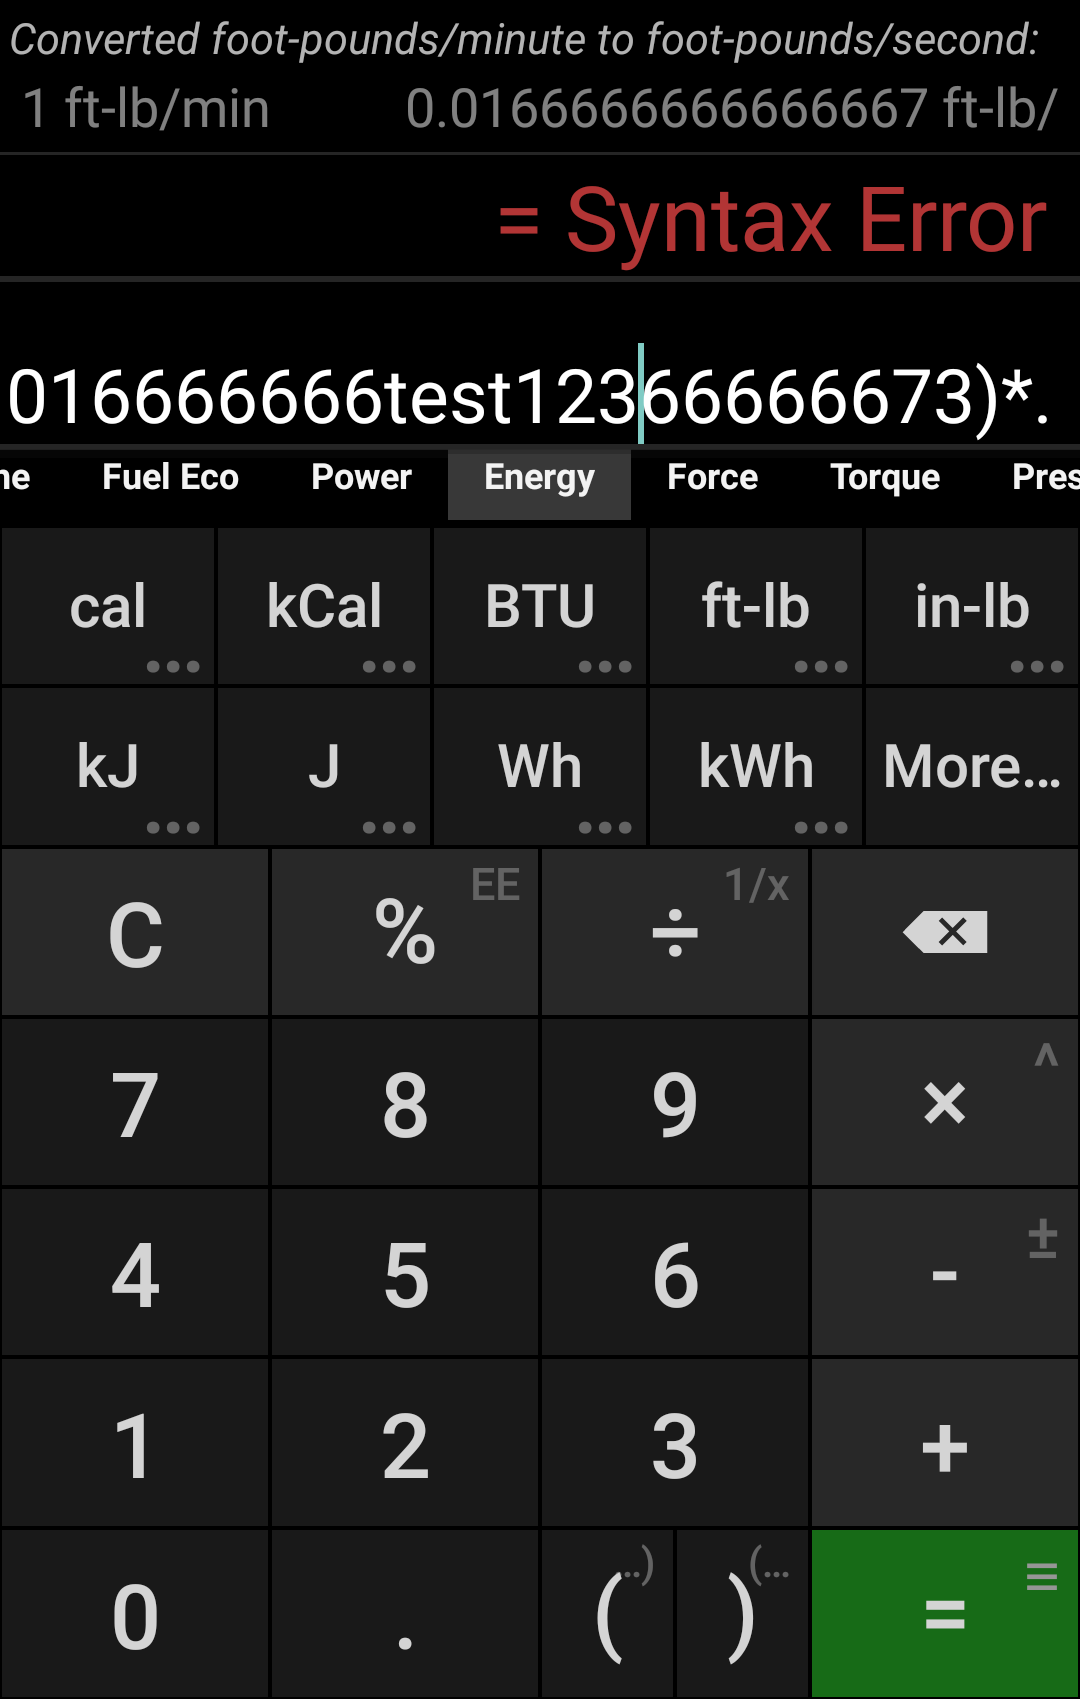 Converted foot-pounds/minute to foot-pounds/second:
1 ft-lb/min 0.0166666666666667 ft-lb/
= Syntax Error
016666666test12366666673)*.
ne Fuel Eco Power Energy Force Torque Pres
cal kCal BTU ft-lb in-lb
kJ J Wh kWh More...
C % EE ÷ 1/x
7 8 9 × ^
4 5 6 - ±
1 2 3 +
0 . ( ..) ) (... = ≡